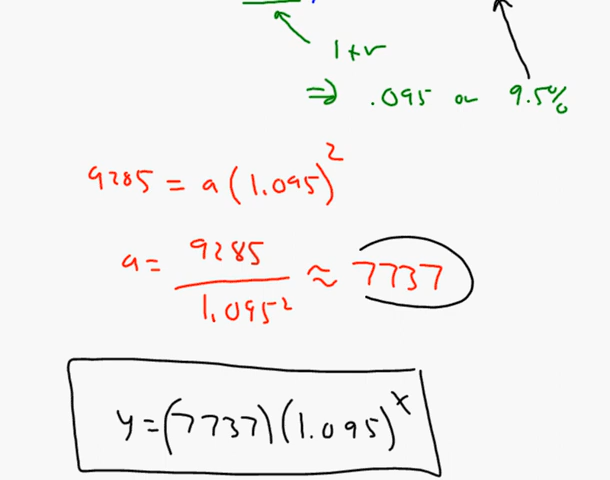 1+r
⇒ .095 or 9.5%
9285 = a(1.095)²
a = 9285 / 1.095² ≈ 7737
y = (7737)(1.095)ˣ